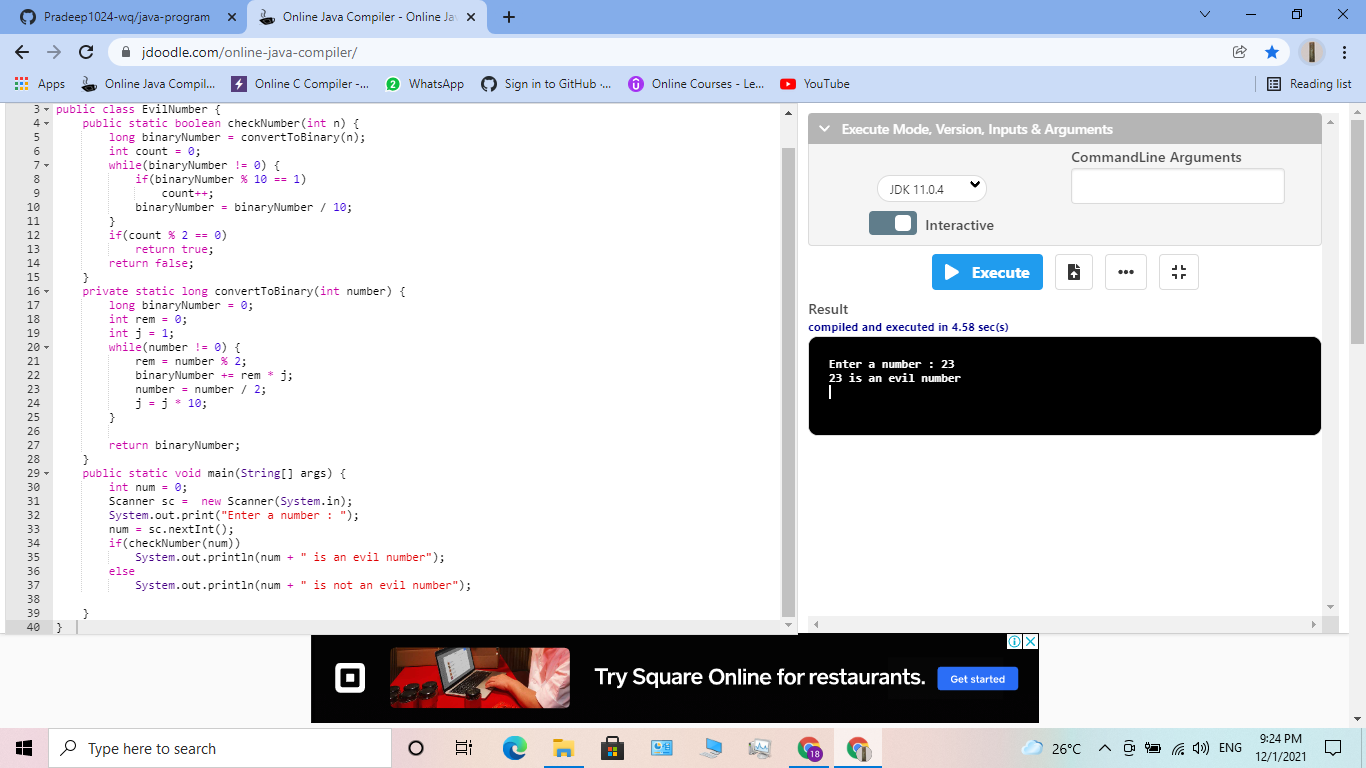 Pradeep1024-wq/java-program
Online Java Compiler - Online Ja
jdoodle.com/online-java-compiler/
Apps
Online Java Compil...
Online C Compiler -...
2
WhatsApp
Sign in to GitHub ·...
Online Courses - Le...
YouTube
Reading list
3 public class EvilNumber {
4 public static boolean checkNumber(int n) {
5 long binaryNumber = convertToBinary(n);
6 int count = 0;
7 while(binaryNumber != 0) {
8 if(binaryNumber % 10 == 1)
9 count++;
10 binaryNumber = binaryNumber / 10;
11 }
12 if(count % 2 == 0)
13 return true;
14 return false;
15 }
16 private static long convertToBinary(int number) {
17 long binaryNumber = 0;
18 int rem = 0;
19 int j = 1;
20 while(number != 0) {
21 rem = number % 2;
22 binaryNumber += rem * j;
23 number = number / 2;
24 j = j * 10;
25 }
26
27 return binaryNumber;
28 }
29 public static void main(String[] args) {
30 int num = 0;
31 Scanner sc =  new Scanner(System.in);
32 System.out.print("Enter a number : ");
33 num = sc.nextInt();
34 if(checkNumber(num))
35 System.out.println(num + " is an evil number");
36 else
37 System.out.println(num + " is not an evil number");
38
39 }
40 }
Execute Mode, Version, Inputs & Arguments
CommandLine Arguments
JDK 11.0.4
Interactive
Execute
Result
compiled and executed in 4.58 sec(s)
Enter a number : 23
23 is an evil number
Try Square Online for restaurants.
Get started
Type here to search
18
26°C
ENG
9:24 PM
12/1/2021